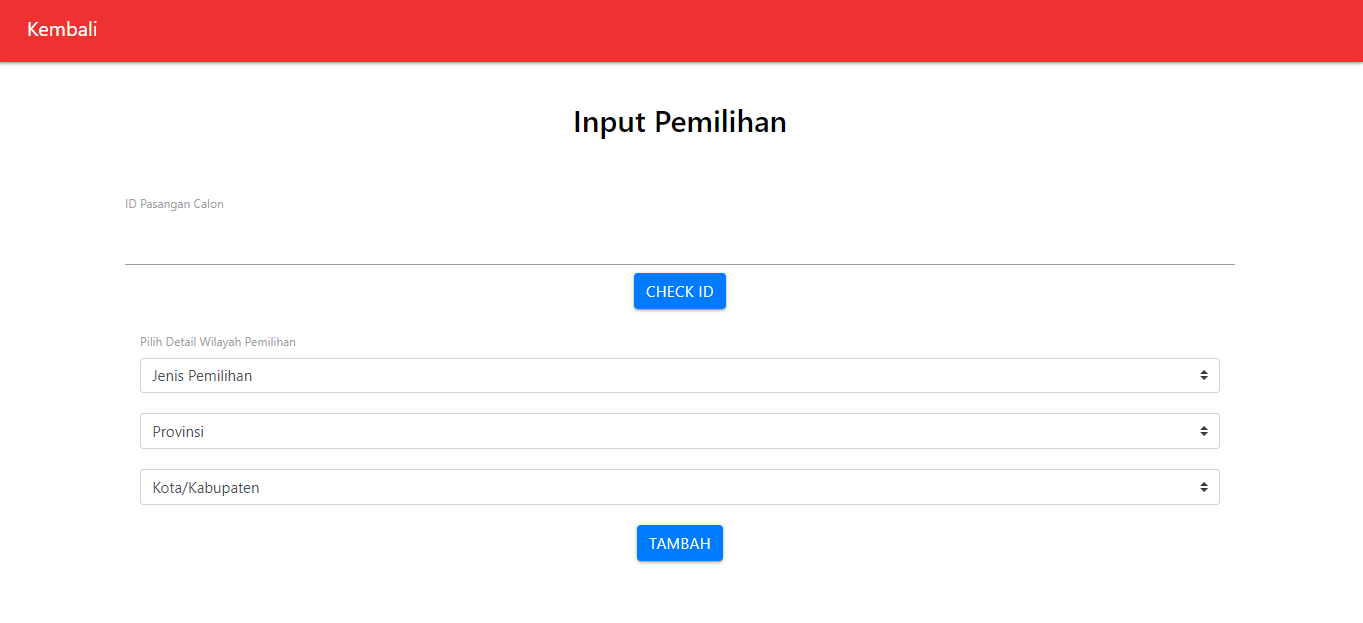 Kembali
Input Pemilihan
ID Pasangan Calon
CHECK ID
Pilih Detail Wilayah Pemilihan
Jenis Pemilihan
Provinsi
Kota/Kabupaten
TAMBAH